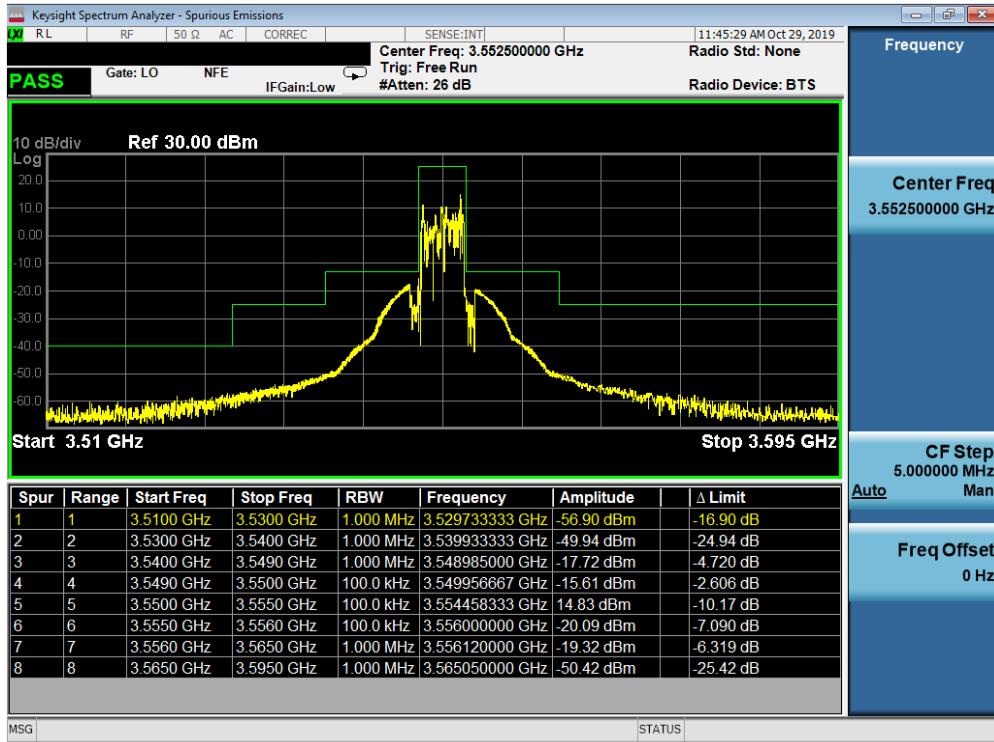 Keysight Spectrum Analyzer - Spurious Emissions
LXI RL RF 50 Ω AC CORREC SENSE:INT 11:45:29 AM Oct 29, 2019
Center Freq: 3.552500000 GHz Radio Std: None
PASS Gate: LO NFE Trig: Free Run
IFGain:Low #Atten: 26 dB Radio Device: BTS
10 dB/div Ref 30.00 dBm
Log
20.0
10.0
0.00
-10.0
-20.0
-30.0
-40.0
-50.0
-60.0
Start 3.51 GHz Stop 3.595 GHz
Spur Range Start Freq Stop Freq RBW Frequency Amplitude Δ Limit
1 1 3.5100 GHz 3.5300 GHz 1.000 MHz 3.529733333 GHz -56.90 dBm -16.90 dB
2 2 3.5300 GHz 3.5400 GHz 1.000 MHz 3.539933333 GHz -49.94 dBm -24.94 dB
3 3 3.5400 GHz 3.5490 GHz 1.000 MHz 3.548985000 GHz -17.72 dBm -4.720 dB
4 4 3.5490 GHz 3.5500 GHz 100.0 kHz 3.549956667 GHz -15.61 dBm -2.606 dB
5 5 3.5500 GHz 3.5550 GHz 100.0 kHz 3.554458333 GHz 14.83 dBm -10.17 dB
6 6 3.5550 GHz 3.5560 GHz 100.0 kHz 3.556000000 GHz -20.09 dBm -7.090 dB
7 7 3.5560 GHz 3.5650 GHz 1.000 MHz 3.556120000 GHz -19.32 dBm -6.319 dB
8 8 3.5650 GHz 3.5950 GHz 1.000 MHz 3.565050000 GHz -50.42 dBm -25.42 dB
MSG STATUS
Frequency
Center Freq
3.552500000 GHz
CF Step
5.000000 MHz
Auto Man
Freq Offset
0 Hz